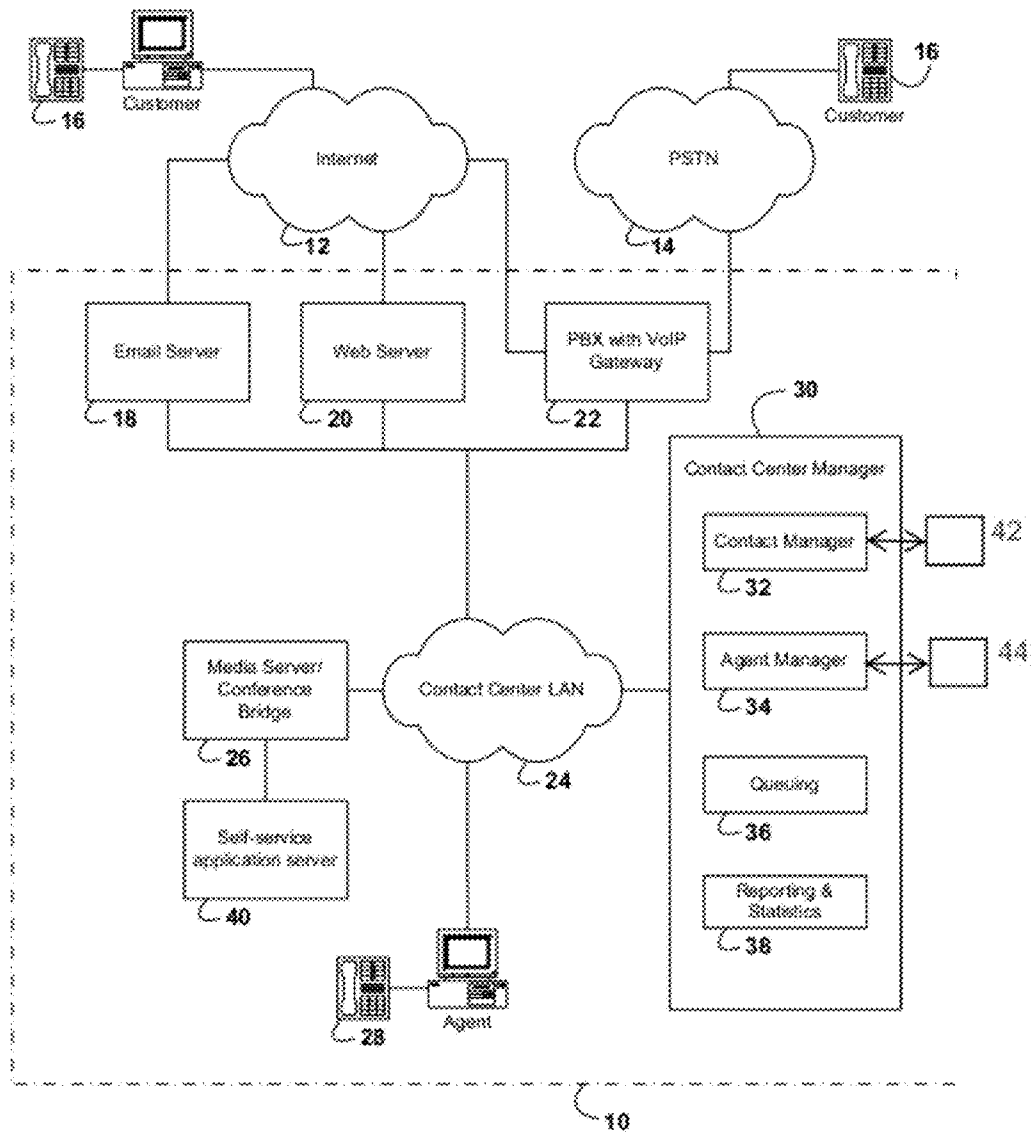 Customer
16
16
Customer
Internet
PSTN
12
14
Email Server
Web Server
PBX with VoIP
Gateway
18
20
22
30
Contact Center Manager
Contact Manager
42
32
Media Server/
Conference
Bridge
Contact Center LAN
Agent Manager
44
34
26
24
Queuing
36
Self-service
application server
40
Reporting &
Statistics
38
28
Agent
10